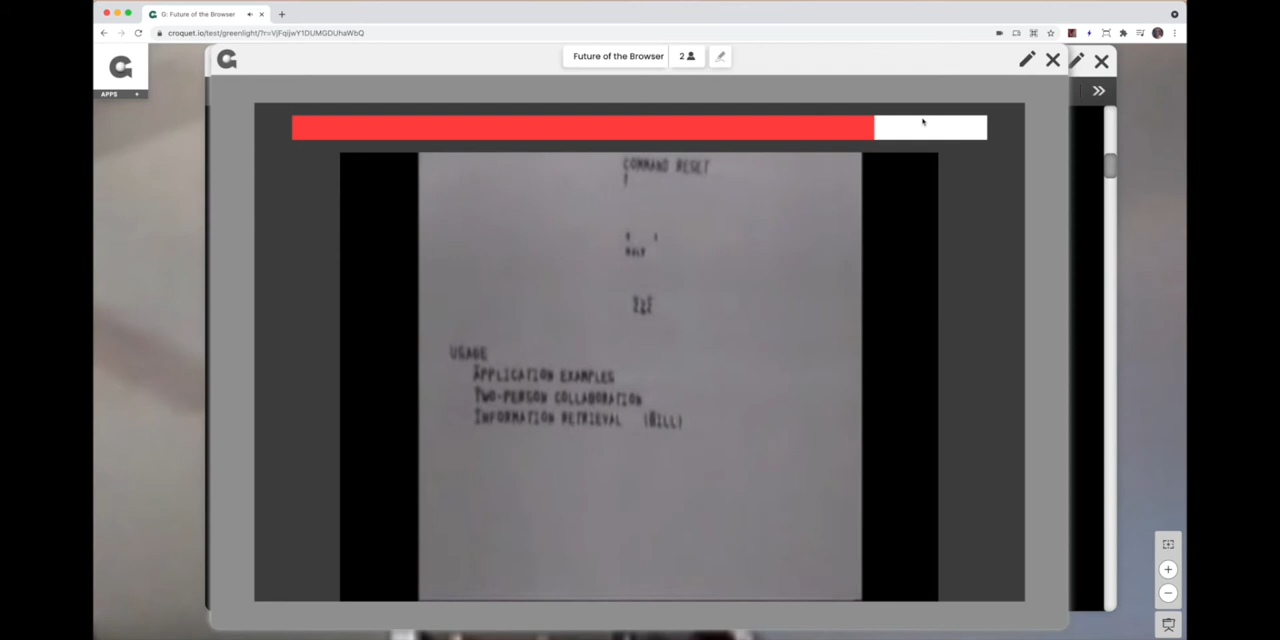 G: Future of the Browser
croquet.io/test/greenlight/?r=VjFqijwY1DUMGDUhaWbQ
Future of the Browser
2
APPS +
COMMAND RESET
USAGE
APPLICATION EXAMPLES
TWO-PERSON COLLABORATION
INFORMATION RETRIEVAL (BILL)